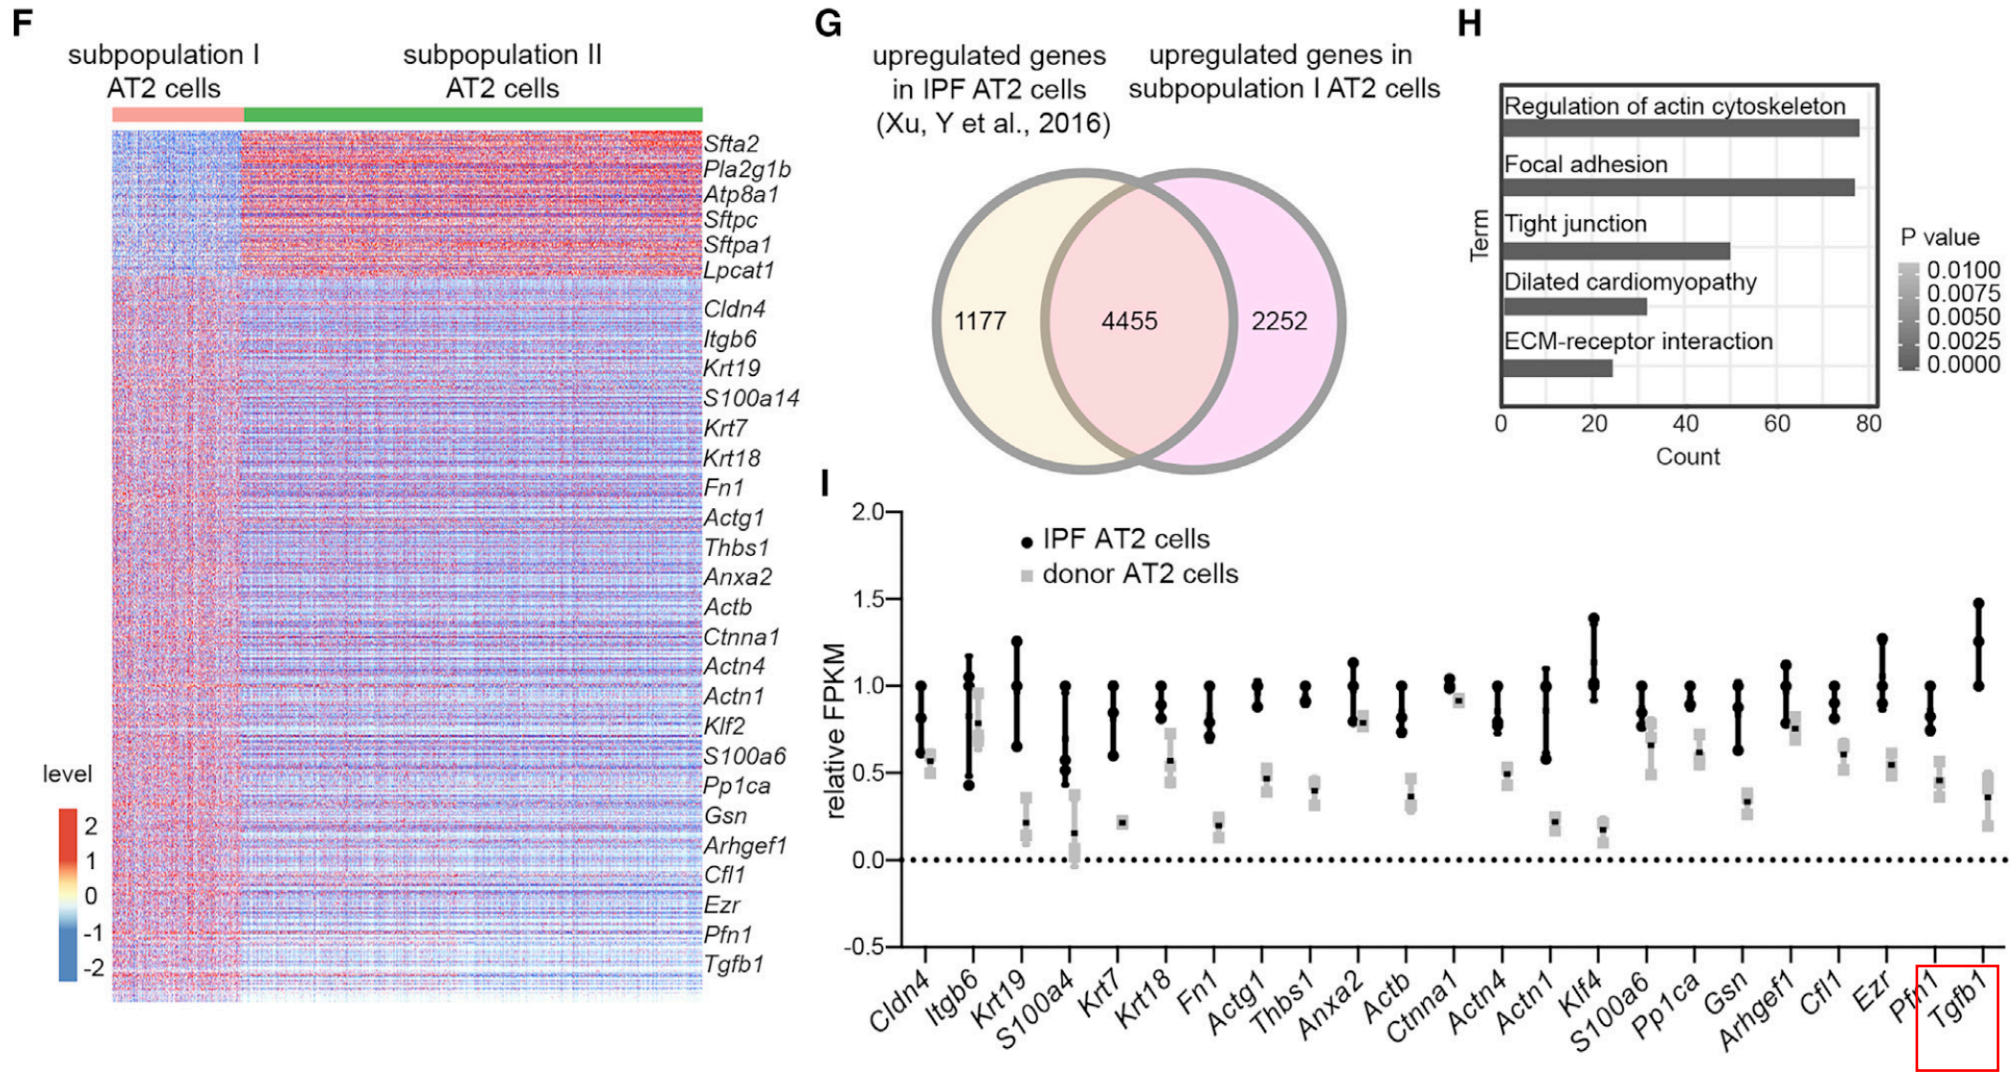 F
subpopulation I
AT2 cells
subpopulation II
AT2 cells
Sfta2
Pla2g1b
Atp8a1
Sftpc
Sftpa1
Lpcat1
Cldn4
Itgb6
Krt19
S100a14
Krt7
Krt18
Fn1
Actg1
Thbs1
Anxa2
Actb
Ctnna1
Actn4
Actn1
Klf2
S100a6
Pp1ca
Gsn
Arhgef1
Cfl1
Ezr
Pfn1
Tgfb1
level
2
1
0
-1
-2
G
upregulated genes
in IPF AT2 cells
(Xu, Y et al., 2016)
upregulated genes in
subpopulation I AT2 cells
1177
4455
2252
H
Term
Regulation of actin cytoskeleton
Focal adhesion
Tight junction
Dilated cardiomyopathy
ECM-receptor interaction
0 20 40 60 80
Count
P value
0.0100
0.0075
0.0050
0.0025
0.0000
I
relative FPKM
2.0
1.5
1.0
0.5
0.0
-0.5
IPF AT2 cells
donor AT2 cells
Cldn4
Itgb6
Krt19
S100a4
Krt7
Krt18
Fn1
Actg1
Thbs1
Anxa2
Actb
Ctnna1
Actn4
Actn1
Klf4
S100a6
Pp1ca
Gsn
Arhgef1
Cfl1
Ezr
Pfn1
Tgfb1